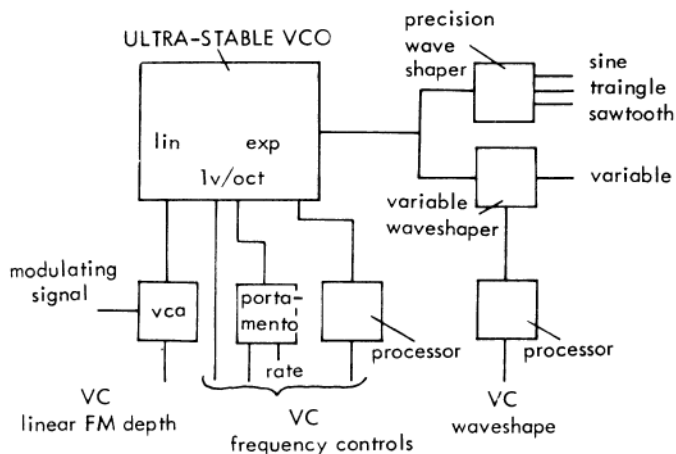 ULTRA-STABLE VCO
precision
wave
shaper
sine
traingle
sawtooth
lin
exp
1v/oct
variable
variable
waveshaper
modulating
signal
vca
porta-
mento
rate
processor
processor
VC
linear FM depth
VC
frequency controls
VC
waveshape